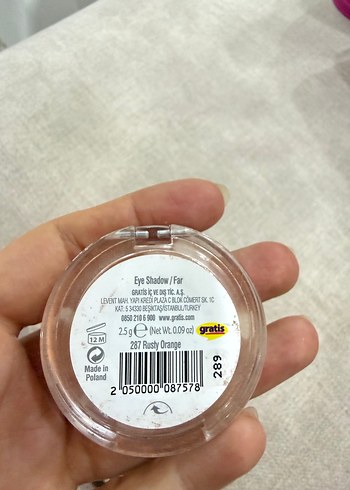 Eye Shadow / Far
GRATİS İÇ VE DIŞ TİC. A.Ş.
LEVENT MAH. YAPI KREDİ PLAZA C BLOK CÖMERT SK. 1C
KAT: 5 34330 BEŞİKTAŞ/İSTANBUL/TURKEY
0850 210 6 900 www.gratis.com
2.5 g ℮ (Net Wt. 0.09 oz)
gratis
287 Rusty Orange
12 M
Made in
Poland
289
2 050000 087578